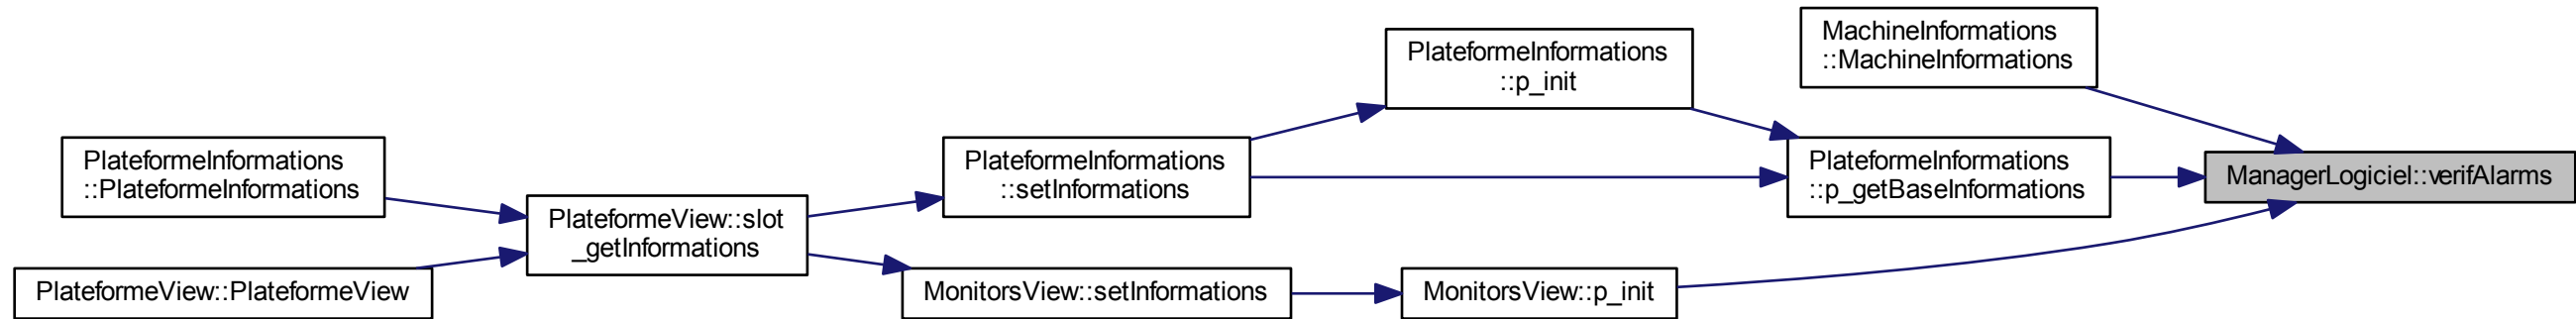 MachineInformations
::MachineInformations
PlateformeInformations
::p_init
PlateformeInformations
::PlateformeInformations
PlateformeInformations
::setInformations
PlateformeInformations
::p_getBaseInformations
ManagerLogiciel::verifAlarms
PlateformeView::slot
_getInformations
PlateformeView::PlateformeView
MonitorsView::setInformations
MonitorsView::p_init